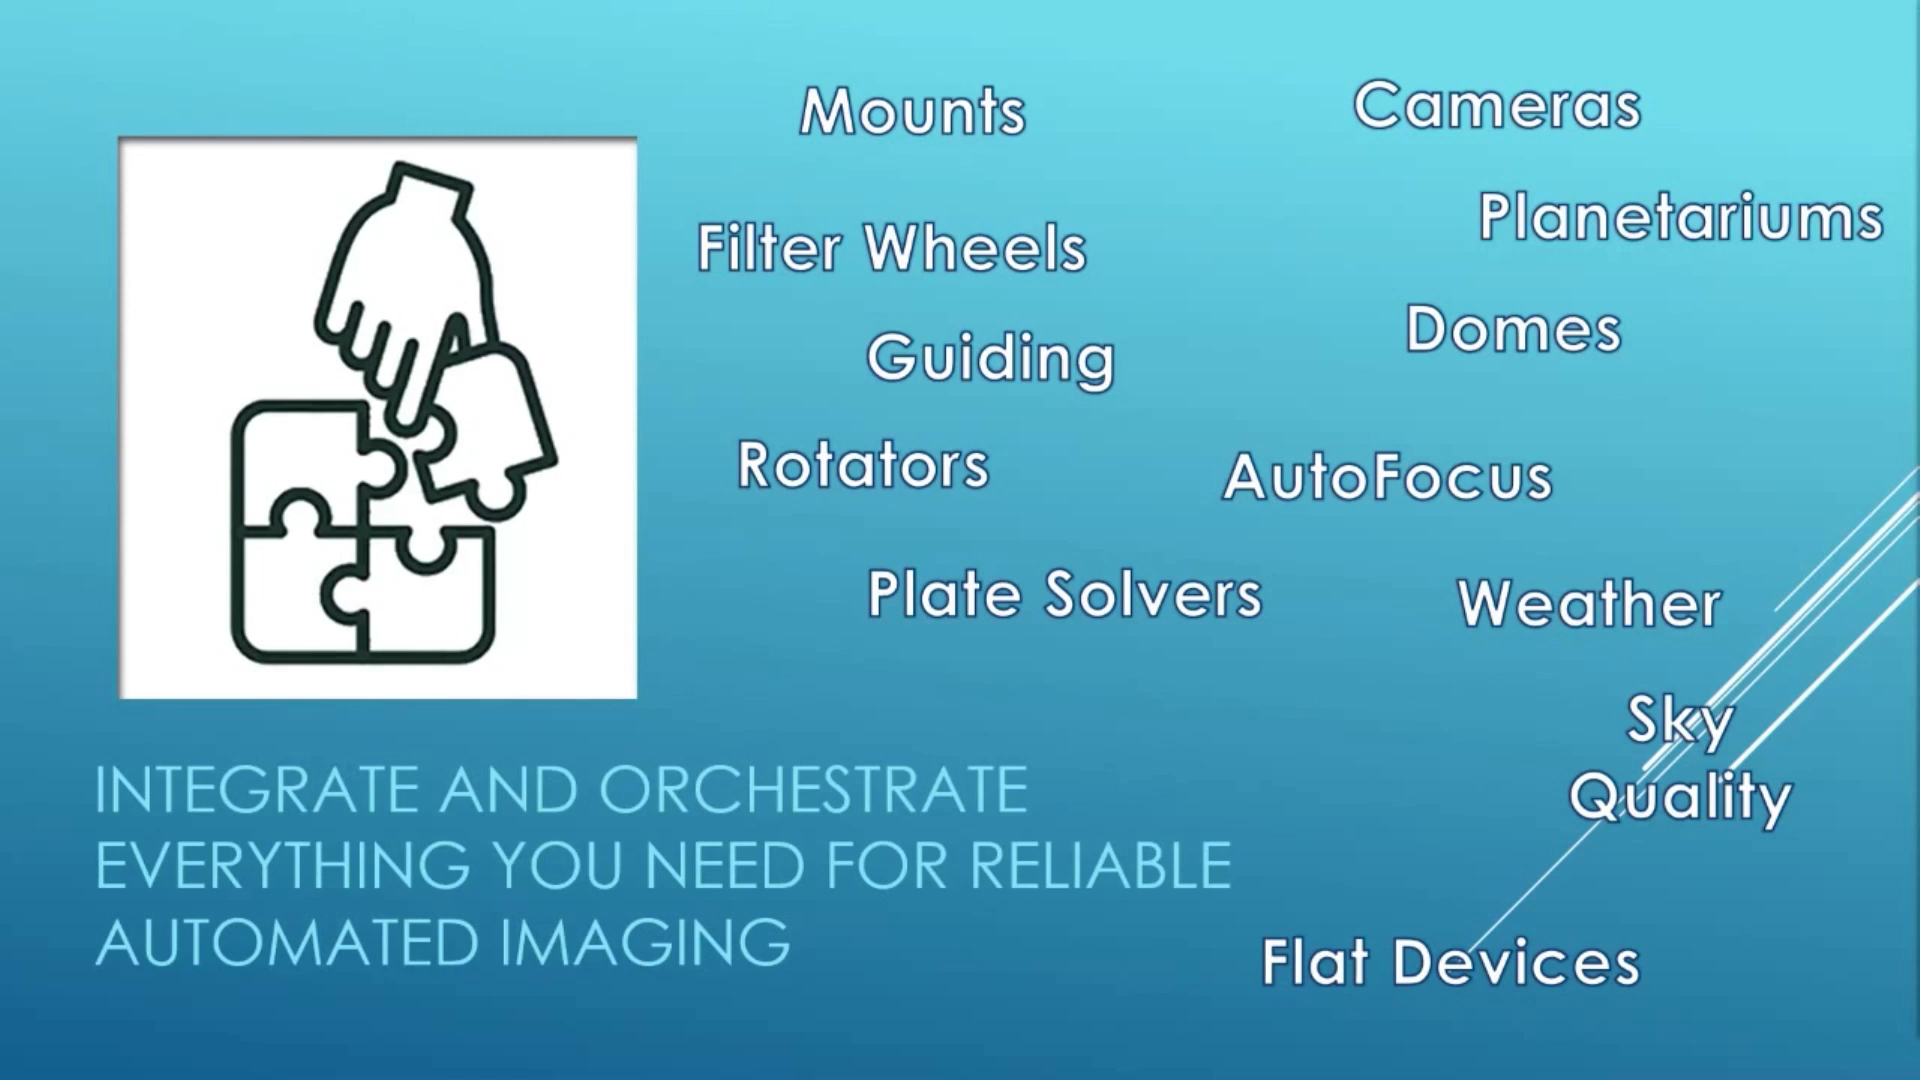 Mounts
Cameras
Planetariums
Filter Wheels
Domes
Guiding
Rotators
AutoFocus
Plate Solvers
Weather
Sky
Quality
INTEGRATE AND ORCHESTRATE
EVERYTHING YOU NEED FOR RELIABLE
AUTOMATED IMAGING
Flat Devices